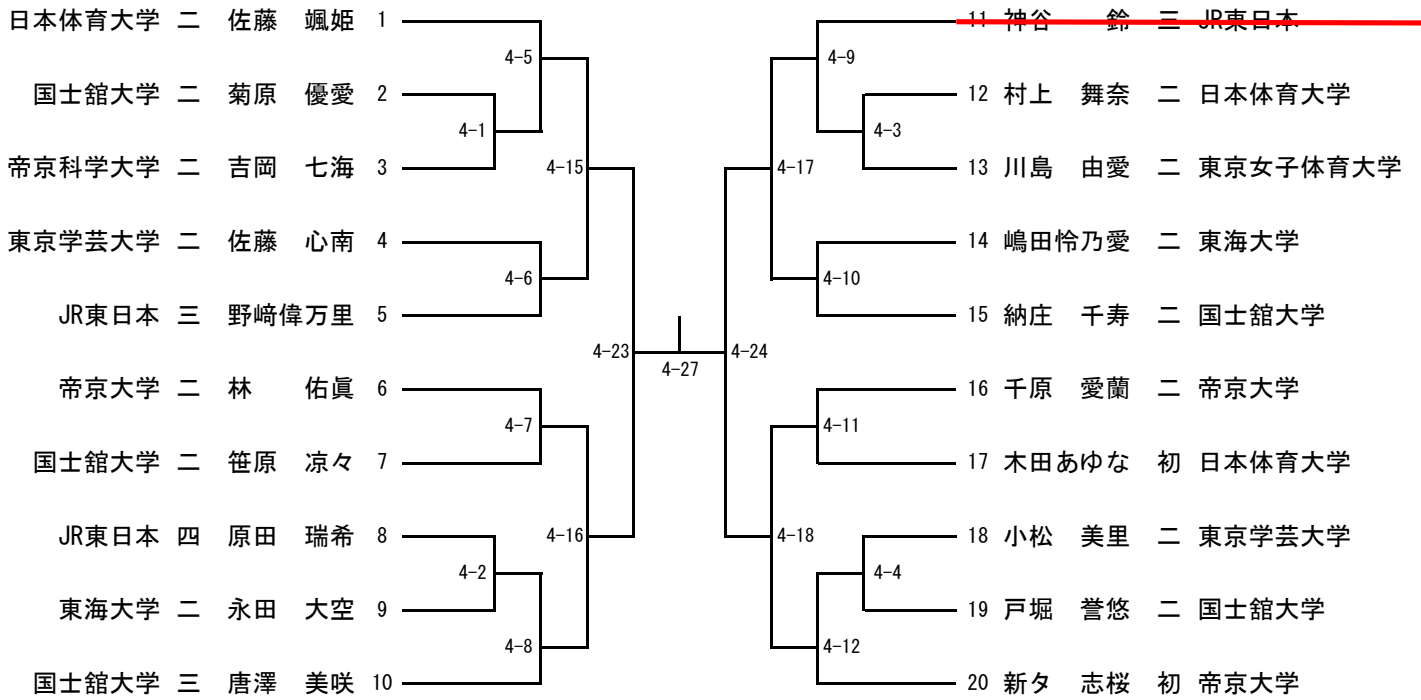 日本体育大学 二 佐藤 颯姫 1
4-5
国士舘大学 二 菊原 優愛 2
4-1
帝京科学大学 二 吉岡 七海 3
4-15
東京学芸大学 二 佐藤 心南 4
4-6
JR東日本 三 野﨑偉万里 5
4-23
帝京大学 二 林 佑眞 6
4-7
国士舘大学 二 笹原 凉々 7
4-16
JR東日本 四 原田 瑞希 8
4-2
東海大学 二 永田 大空 9
4-8
国士舘大学 三 唐澤 美咲 10
4-27
11 神谷 鈴 三 JR東日本
4-9
12 村上 舞奈 二 日本体育大学
4-3
13 川島 由愛 二 東京女子体育大学
4-17
14 嶋田怜乃愛 二 東海大学
4-10
15 納庄 千寿 二 国士舘大学
4-24
16 千原 愛蘭 二 帝京大学
4-11
17 木田あゆな 初 日本体育大学
4-18
18 小松 美里 二 東京学芸大学
4-4
19 戸堀 誉悠 二 国士舘大学
4-12
20 新タ 志桜 初 帝京大学